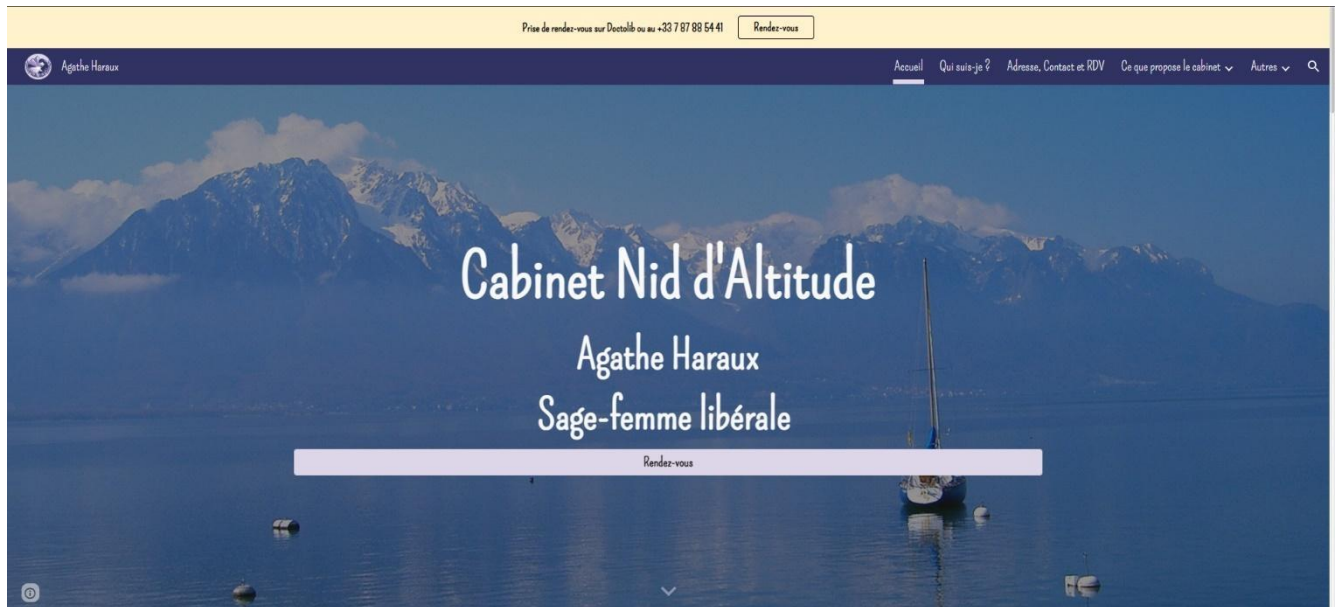 Prise de rendez-vous sur Doctolib ou au +33 7 87 88 54 41 Rendez-vous
Agathe Haraux Accueil Qui suis-je ? Adresse, Contact et RDV Ce que propose le cabinet Autres
Cabinet Nid d'Altitude
Agathe Haraux
Sage-femme libérale
Rendez-vous